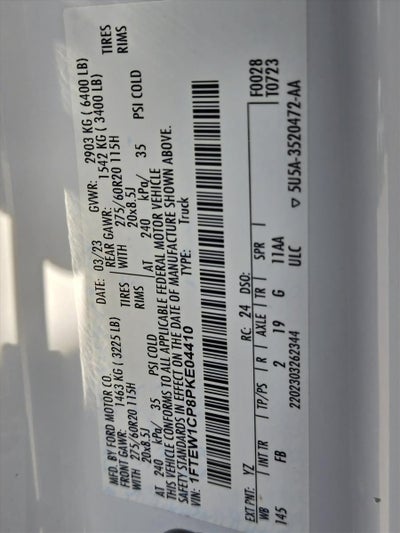 MFD. BY FORD MOTOR CO.
DATE: 03/23 GVWR: 2903 KG ( 6400 LB)
FRONT GAWR: REAR GAWR:
1463 KG ( 3225 LB) TIRES 1542 KG ( 3400 LB) TIRES
WITH 275/60R20 115H RIMS WITH 275/60R20 115H RIMS
20x8.5J 20x8.5J
AT 240 kPa/ 35 PSI COLD AT 240 kPa/ 35 PSI COLD
THIS VEHICLE CONFORMS TO ALL APPLICABLE FEDERAL MOTOR VEHICLE
SAFETY STANDARDS IN EFFECT ON THE DATE OF MANUFACTURE SHOWN ABOVE.
VIN: 1FTEW1CP8PKE04410 TYPE: Truck
F0028
T0723
EXT PNT: YZ RC: 24 DSO:
WB INT TR TP/PS R AXLE TR SPR
145 FB 2 19 G 11AA
2202303262344 ULC ▽ 5U5A-3520472-AA